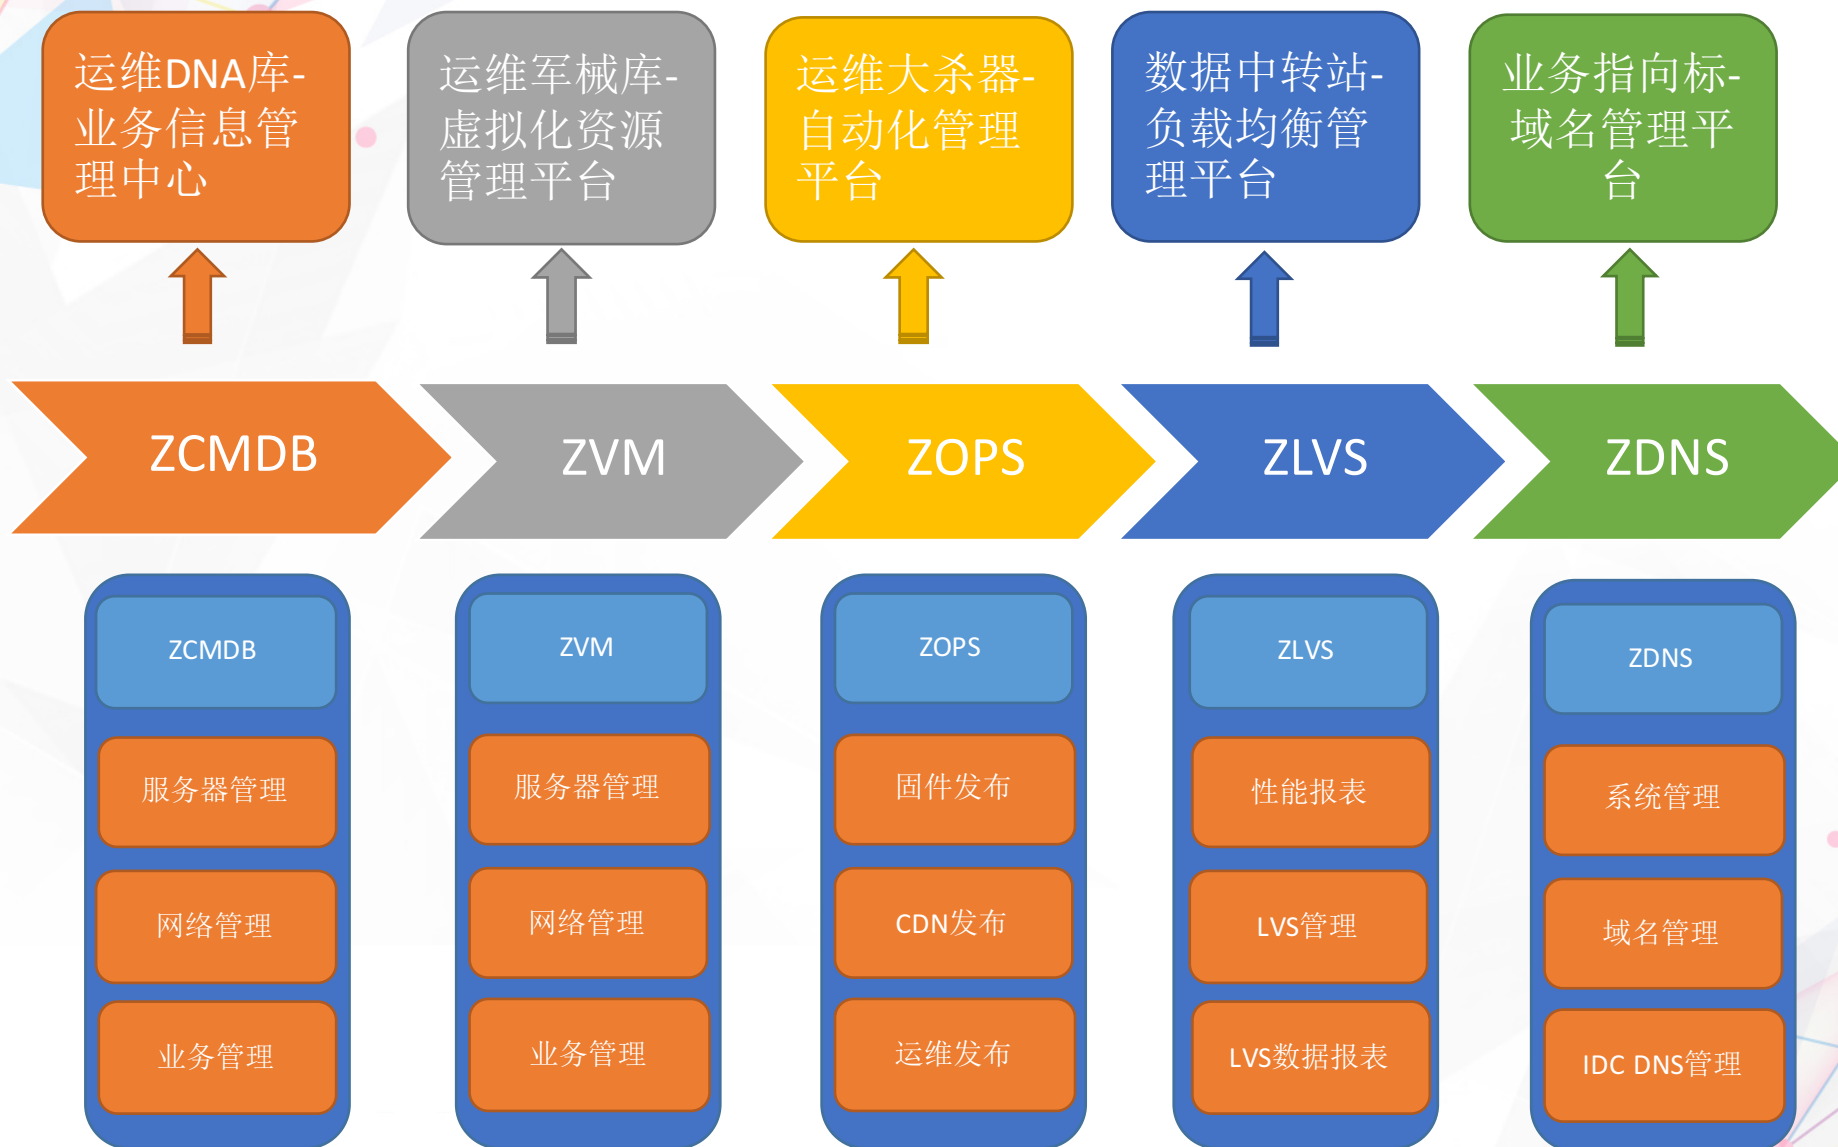 运维DNA库-
业务信息管
理中心
运维军械库-
虚拟化资源
管理平台
运维大杀器-
自动化管理
平台
数据中转站-
负载均衡管
理平台
业务指向标-
域名管理平
台
ZCMDB
ZVM
ZOPS
ZLVS
ZDNS
ZCMDB
服务器管理
网络管理
业务管理
ZVM
服务器管理
网络管理
业务管理
ZOPS
固件发布
CDN发布
运维发布
ZLVS
性能报表
LVS管理
LVS数据报表
ZDNS
系统管理
域名管理
IDC DNS管理